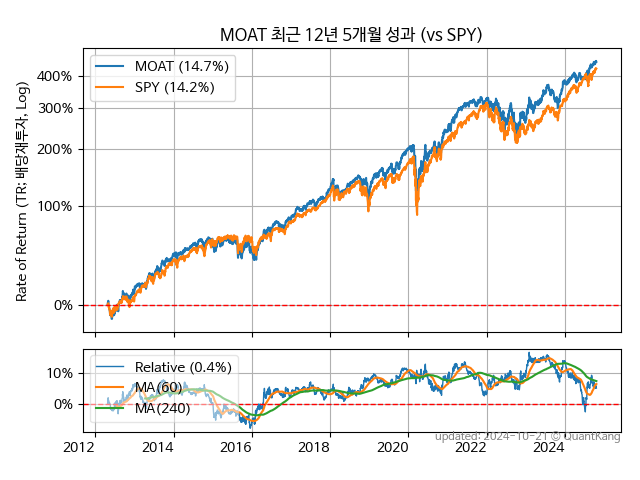 MOAT 최근 12년 5개월 성과 (vs SPY)
Rate of Return (TR; 배당재투자, Log)
400%
300%
200%
100%
0%
MOAT (14.7%)
SPY (14.2%)
10%
0%
Relative (0.4%)
MA(60)
MA(240)
2012
2014
2016
2018
2020
2022
2024
updated: 2024-10-21 © QuantKang